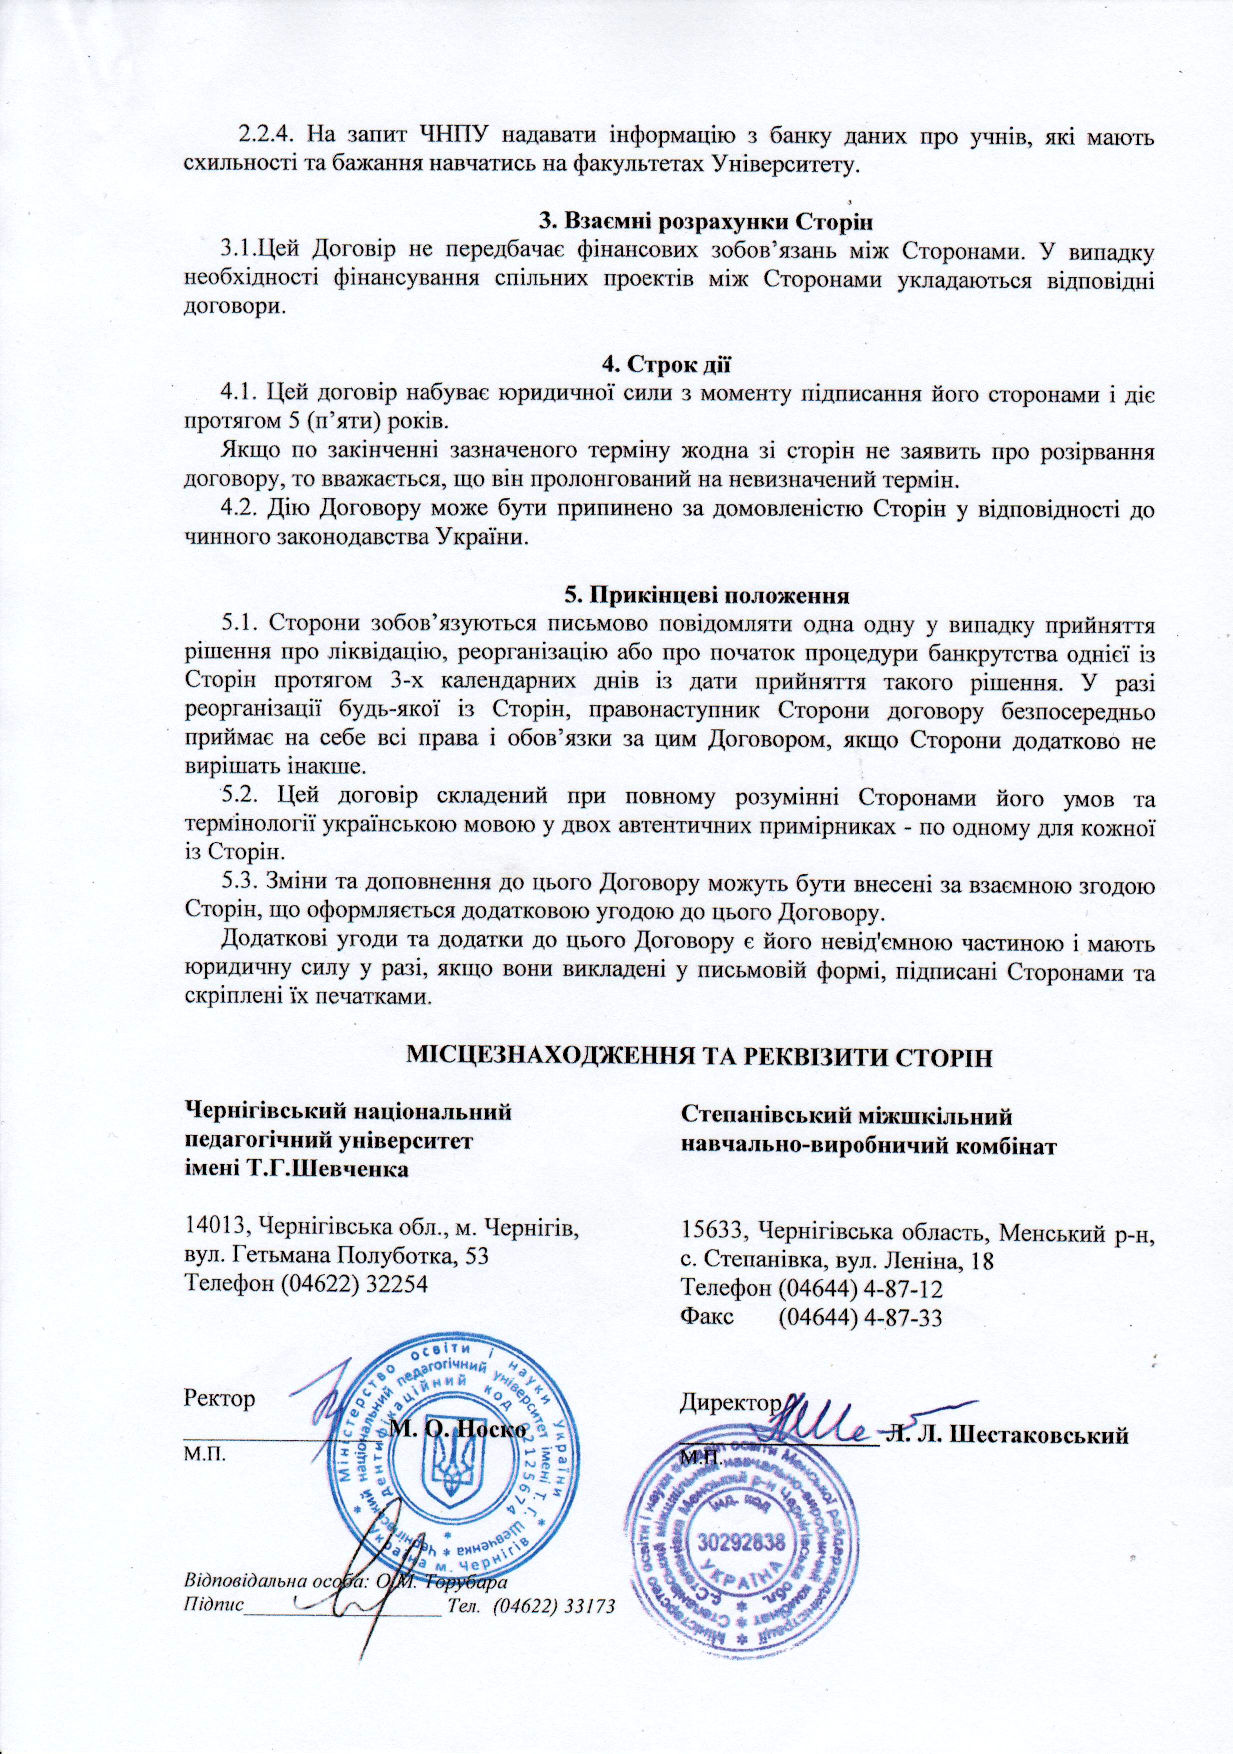 2.2.4. На запит ЧНПУ надавати інформацію з банку даних про учнів, які мають
схильності та бажання навчатись на факультетах Університету.
3. Взаємні розрахунки Сторін
3.1.Цей Договір не передбачає фінансових зобов’язань між Сторонами. У випадку
необхідності фінансування спільних проектів між Сторонами укладаються відповідні
договори.
4. Строк дії
4.1. Цей договір набуває юридичної сили з моменту підписання його сторонами і діє
протягом 5 (п’яти) років.
Якщо по закінченні зазначеного терміну жодна зі сторін не заявить про розірвання
договору, то вважається, що він пролонгований на невизначений термін.
4.2. Дію Договору може бути припинено за домовленістю Сторін у відповідності до
чинного законодавства України.
5. Прикінцеві положення
5.1. Сторони зобов’язуються письмово повідомляти одна одну у випадку прийняття
рішення про ліквідацію, реорганізацію або про початок процедури банкрутства однієї із
Сторін протягом 3-х календарних днів із дати прийняття такого рішення. У разі
реорганізації будь-якої із Сторін, правонаступник Сторони договору безпосередньо
приймає на себе всі права і обов’язки за цим Договором, якщо Сторони додатково не
вирішать інакше.
5.2. Цей договір складений при повному розумінні Сторонами його умов та
термінології українською мовою у двох автентичних примірниках - по одному для кожної
із Сторін.
5.3. Зміни та доповнення до цього Договору можуть бути внесені за взаємною згодою
Сторін, що оформляється додатковою угодою до цього Договору.
Додаткові угоди та додатки до цього Договору є його невід'ємною частиною і мають
юридичну силу у разі, якщо вони викладені у письмовій формі, підписані Сторонами та
скріплені їх печатками.
МІСЦЕЗНАХОДЖЕННЯ ТА РЕКВІЗИТИ СТОРІН
Чернігівський національний
педагогічний університет
імені Т.Г.Шевченка
14013, Чернігівська обл., м. Чернігів,
вул. Гетьмана Полуботка, 53
Телефон (04622) 32254
Ректор
М. О. Носко
М.П.
Міністерство освіти і науки України
* Україна м. Чернігів *
Чернігівський національний педагогічний університет імені Т.Г. Шевченка *
Ідентифікаційний код 02125674
*
Відповідальна особа: О.М. Торубара
Підпис__________________ Тел. (04622) 33173
Степанівський міжшкільний
навчально-виробничий комбінат
15633, Чернігівська область, Менський р-н,
с. Степанівка, вул. Леніна, 18
Телефон (04644) 4-87-12
Факс (04644) 4-87-33
Директор
Л. Л. Шестаковський
М.П.
Інд. код
30292838
УКРАЇНА